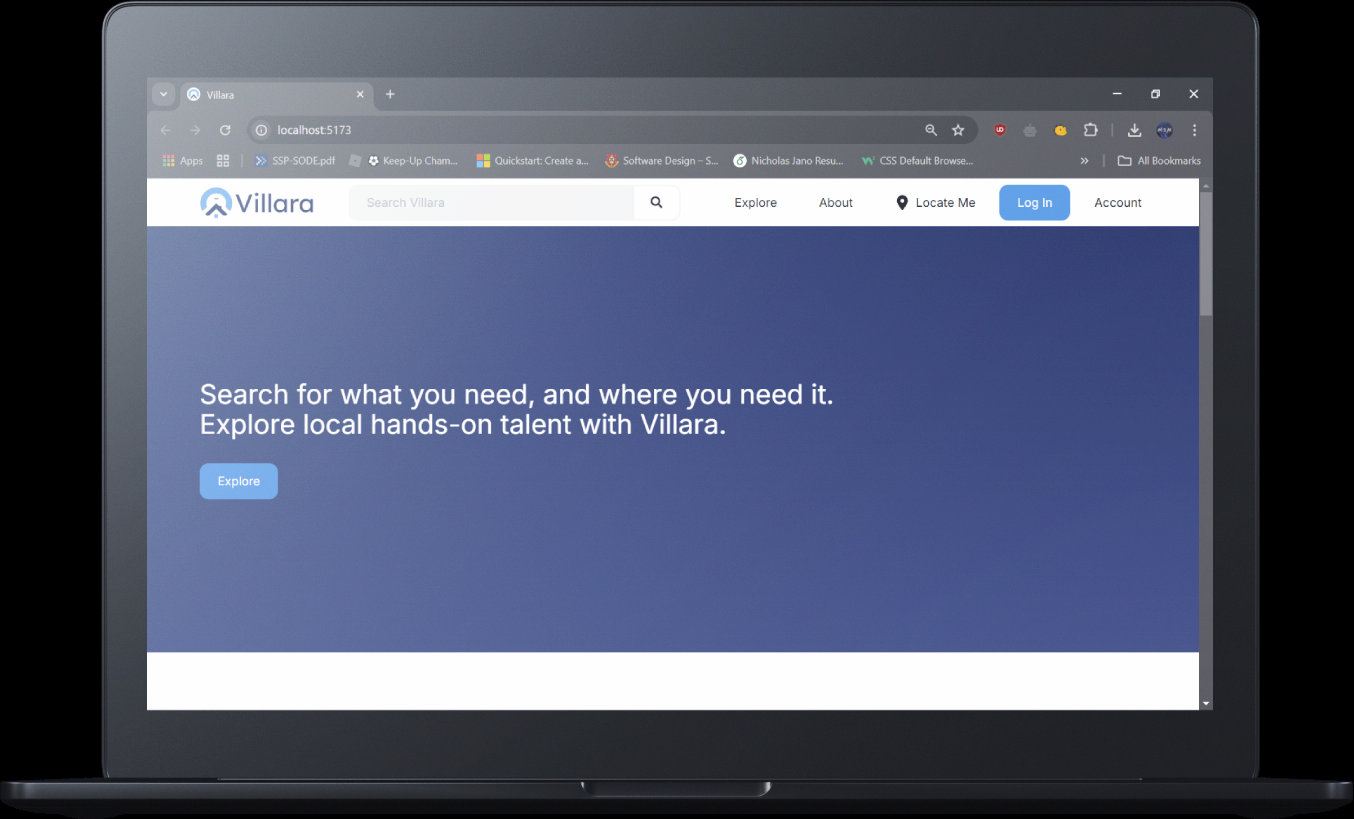 Villara
localhost:5173
Apps SSP-SODE.pdf Keep-Up Cham... Quickstart: Create a... Software Design – S... Nicholas Jano Resu... CSS Default Browse... » All Bookmarks
Villara Search Villara Explore About Locate Me Log In Account
Search for what you need, and where you need it.
Explore local hands-on talent with Villara.
Explore